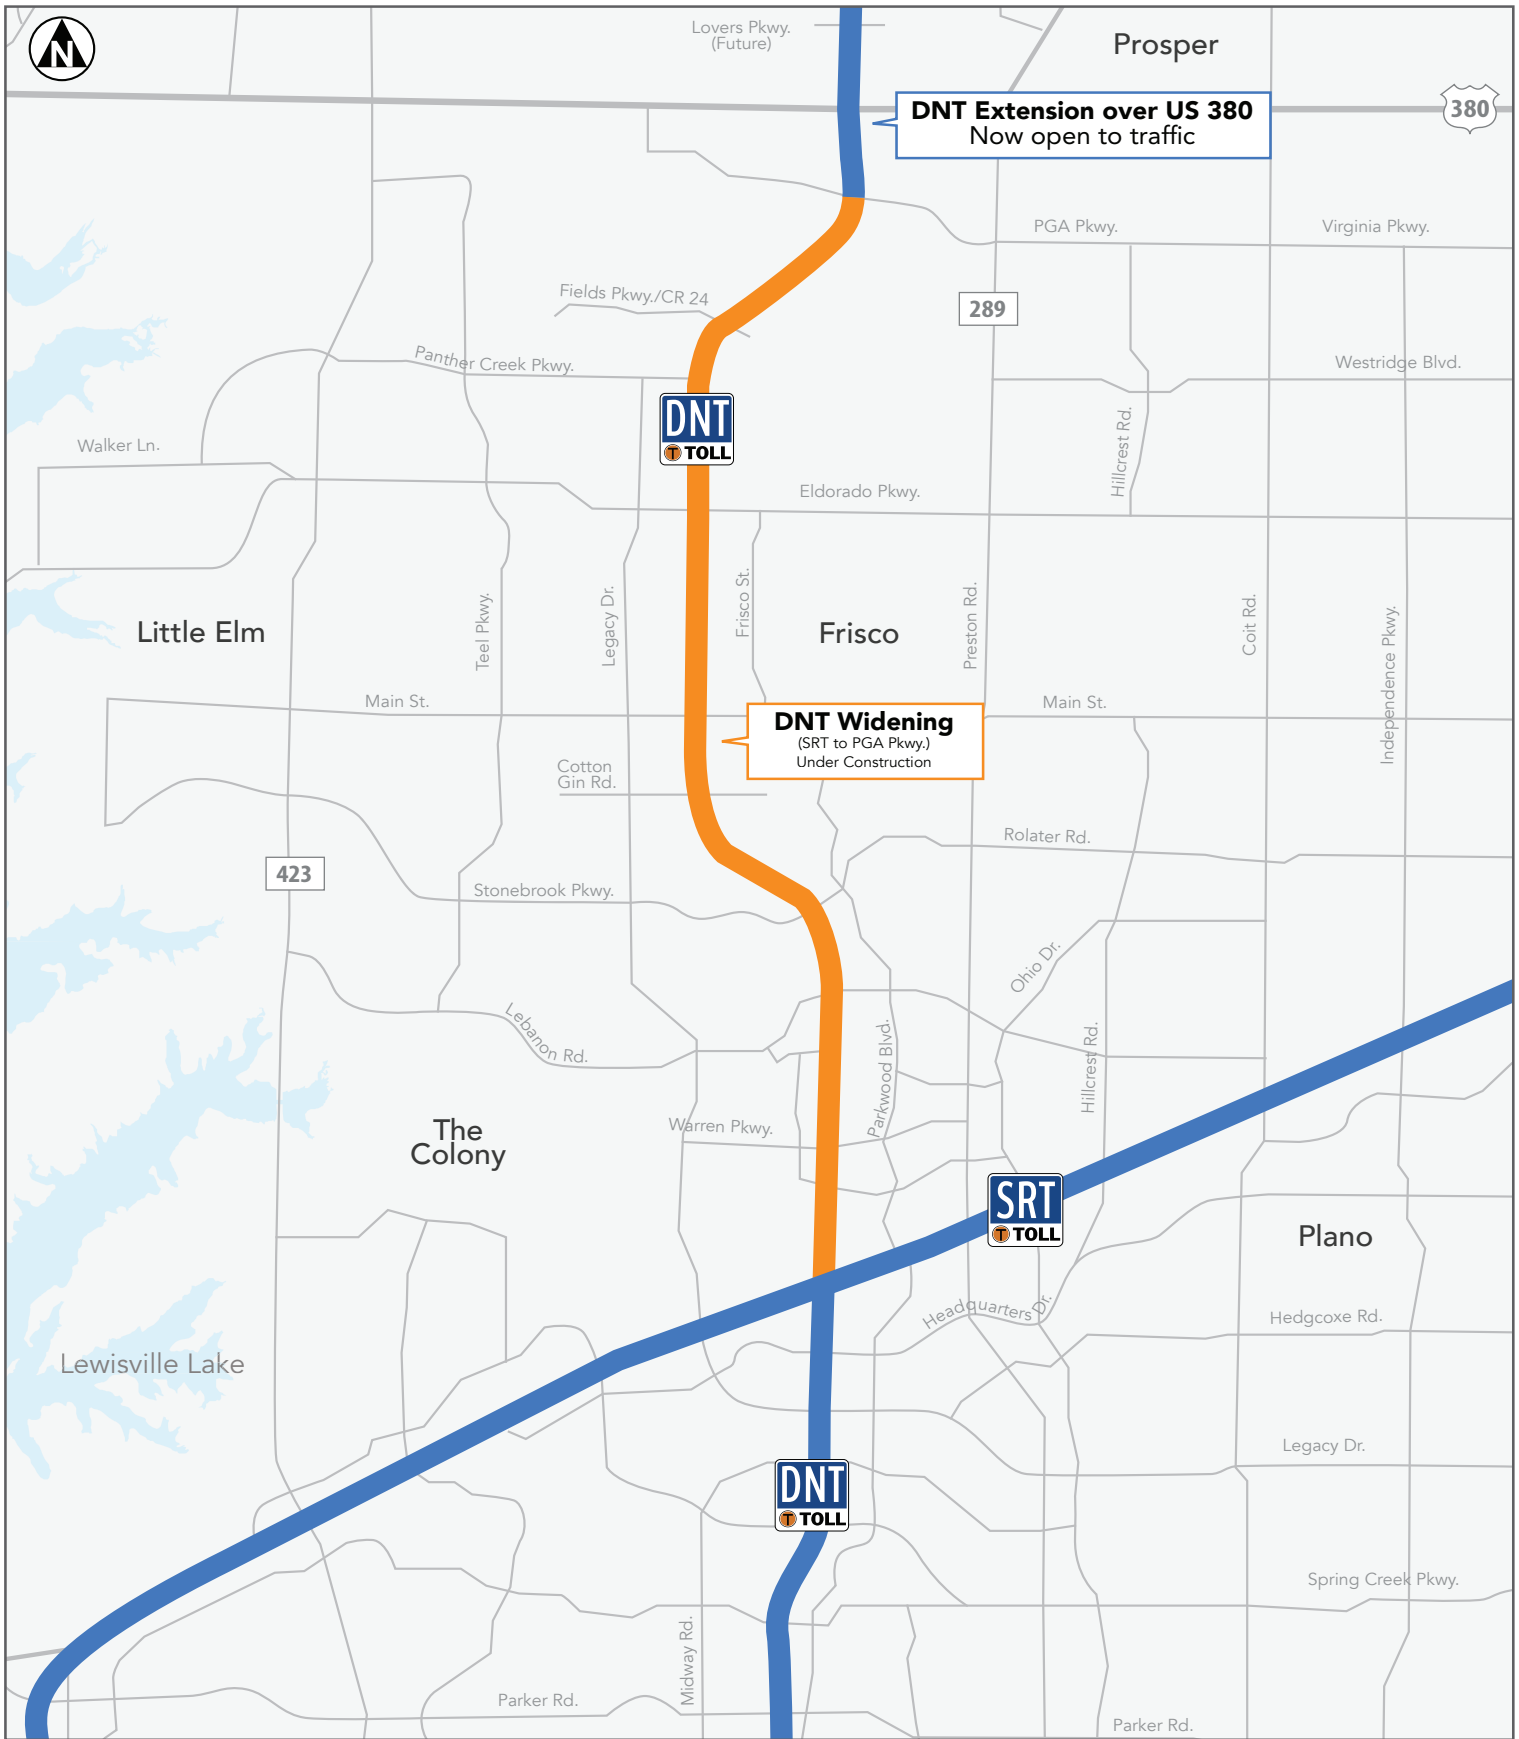 N
Lovers Pkwy.
(Future)
Prosper
DNT Extension over US 380
Now open to traffic
380
PGA Pkwy.
Virginia Pkwy.
Fields Pkwy./CR 24
289
Panther Creek Pkwy.
Westridge Blvd.
DNT
T TOLL
Walker Ln.
Hillcrest Rd.
Eldorado Pkwy.
Little Elm
Teel Pkwy.
Legacy Dr.
Frisco St.
Frisco
Preston Rd.
Coit Rd.
Independence Pkwy.
Main St.
Main St.
DNT Widening
(SRT to PGA Pkwy.)
Under Construction
Cotton
Gin Rd.
Rolater Rd.
423
Stonebrook Pkwy.
Ohio Dr.
Lebanon Rd.
Parkwood Blvd.
Hillcrest Rd.
The
Colony
Warren Pkwy.
SRT
T TOLL
Plano
Headquarters Dr.
Hedgcoxe Rd.
Lewisville Lake
Legacy Dr.
DNT
T TOLL
Spring Creek Pkwy.
Midway Rd.
Parker Rd.
Parker Rd.